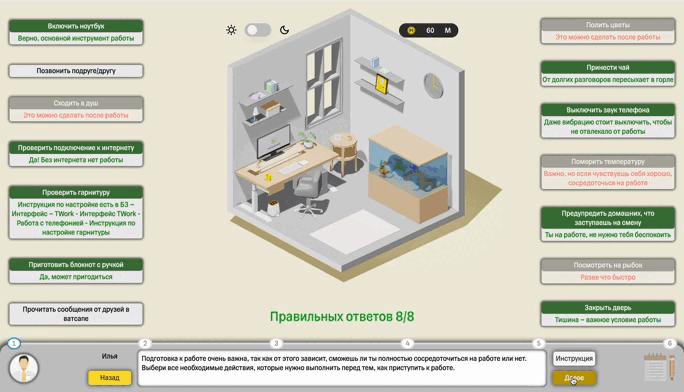 Включить ноутбук
Верно, основной инструмент работы
Позвонить подруге/другу
Сходить в душ
Это можно сделать после работы
Проверить подключение к интернету
Да! Без интернета нет работы
Проверить гарнитуру
Инструкция по настройке есть в БЗ –
Интерфейс – TWork - Интерфейс TWork -
Работа с телефонией - Инструкция по
настройке гарнитуры
Приготовить блокнот с ручкой
Да, может пригодиться
Прочитать сообщения от друзей в
ватсапе
60 М
Полить цветы
Это можно сделать после работы
Принести чай
От долгих разговоров пересыхает в горле
Выключить звук телефона
Даже вибрацию стоит выключить, чтобы
не отвлекало от работы
Померить температуру
Важно, но если чувствуешь себя хорошо,
сосредоточься на работе
Предупредить домашних, что
заступаешь на смену
Ты на работе, не нужно тебя беспокоить
Посмотреть на рыбок
Разве что быстро
Закрыть дверь
Тишина – важное условие работы
Правильных ответов 8/8
1 2 3 4 5 6
Илья
Назад
Подготовка к работе очень важна, так как от этого зависит, сможешь ли ты полностью сосредоточиться на работе или нет.
Выбери все необходимые действия, которые нужно выполнить перед тем, как приступить к работе.
Инструкция
Далее